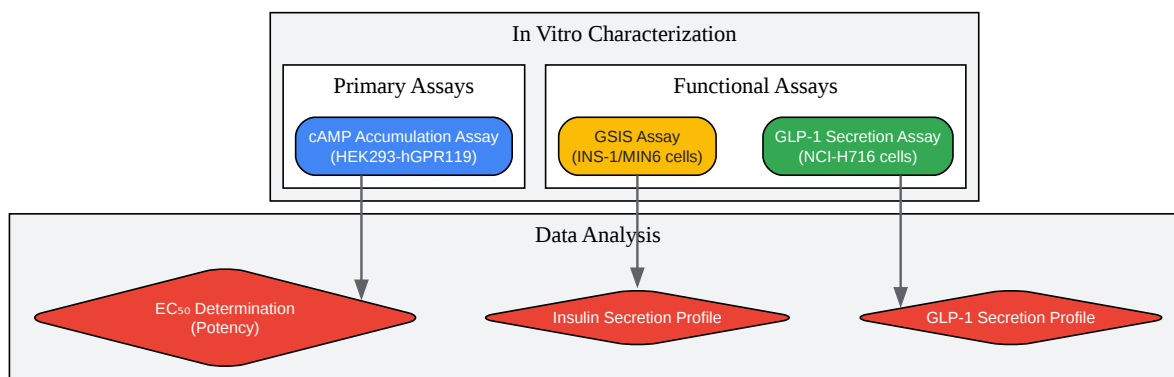 In Vitro Characterization
Primary Assays
Functional Assays
cAMP Accumulation Assay
(HEK293-hGPR119)
GSIS Assay
(INS-1/MIN6 cells)
GLP-1 Secretion Assay
(NCI-H716 cells)
Data Analysis
EC₅₀ Determination
(Potency)
Insulin Secretion Profile
GLP-1 Secretion Profile